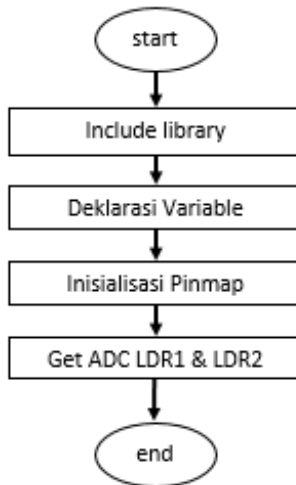 start
Include library
Deklarasi Variable
Inisialisasi Pinmap
Get ADC LDR1 & LDR2
end